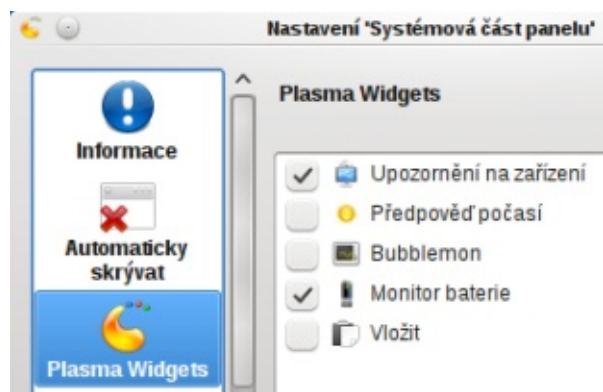 Nastavení 'Systémová část panelu'
Informace
Automaticky
skrývat
Plasma Widgets
Plasma Widgets
Upozornění na zařízení
Předpověď počasí
Bubblemon
Monitor baterie
Vložit